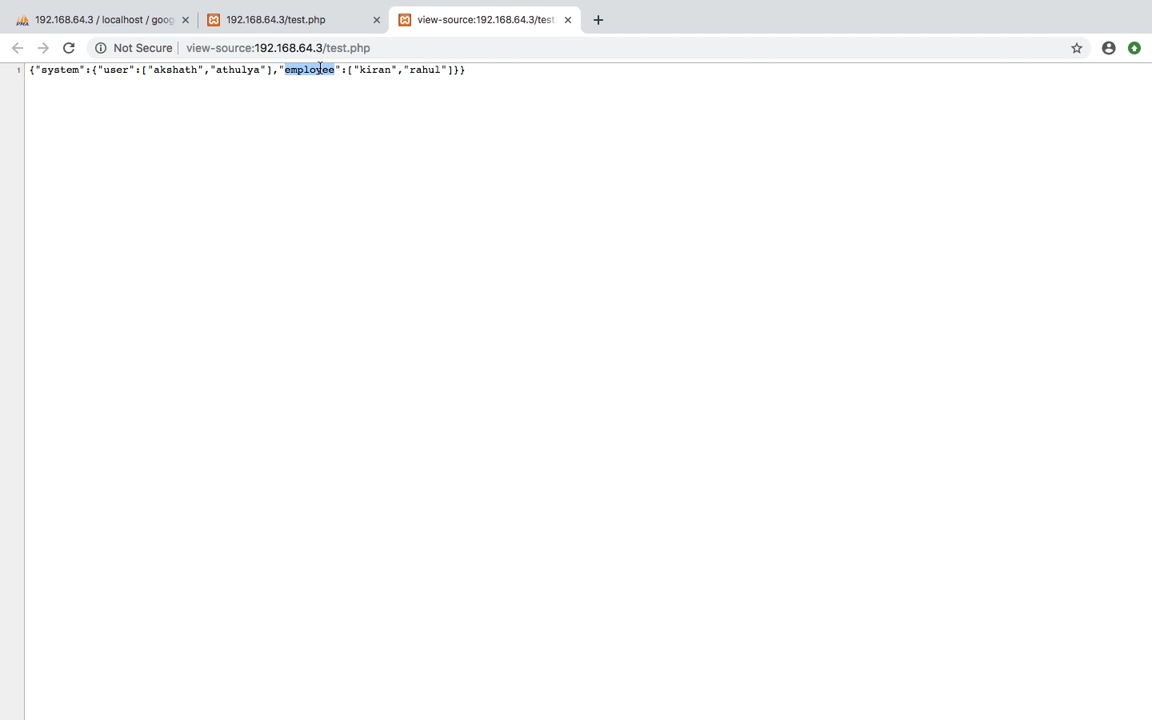 192.168.64.3 / localhost / goog
192.168.64.3/test.php
view-source:192.168.64.3/test
Not Secure
view-source:192.168.64.3/test.php
1
{"system":{"user":["akshath","athulya"],"employee":["kiran","rahul"]}}